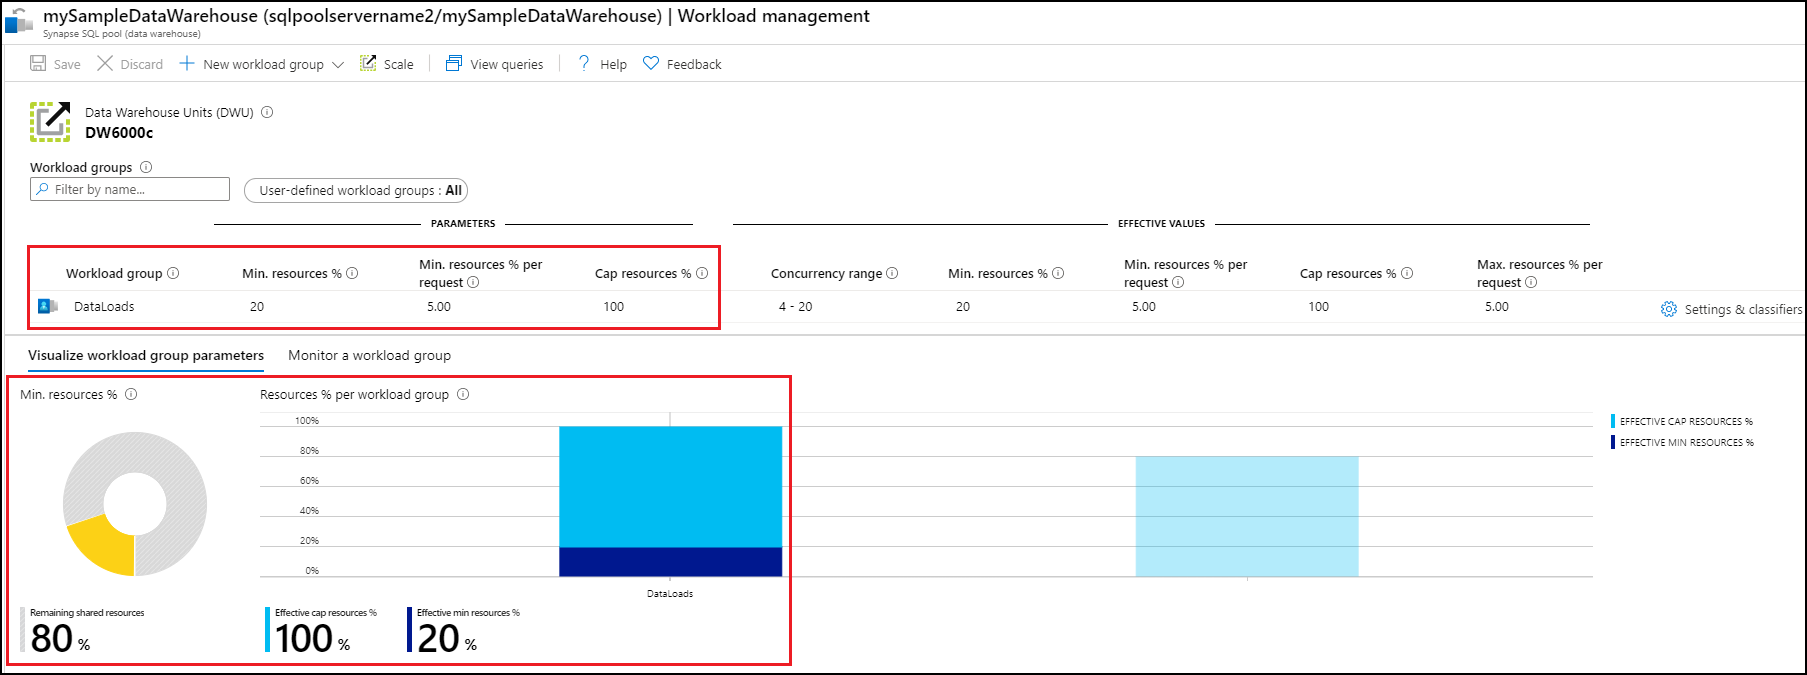 mySampleDataWarehouse (sqlpoolservername2/mySampleDataWarehouse) | Workload management
Synapse SQL pool (data warehouse)
Save Discard New workload group Scale View queries Help Feedback
Data Warehouse Units (DWU)
DW6000c
Workload groups
Filter by name... User-defined workload groups : All
PARAMETERS EFFECTIVE VALUES
Workload group Min. resources % Min. resources % per request Cap resources % Concurrency range Min. resources % Min. resources % per request Cap resources % Max. resources % per request
DataLoads 20 5.00 100 4 - 20 20 5.00 100 5.00 Settings & classifiers
Visualize workload group parameters Monitor a workload group
Min. resources % Resources % per workload group
100%
80%
60%
40%
20%
0%
DataLoads
EFFECTIVE CAP RESOURCES %
EFFECTIVE MIN RESOURCES %
Remaining shared resources Effective cap resources % Effective min resources %
80 % 100 % 20 %